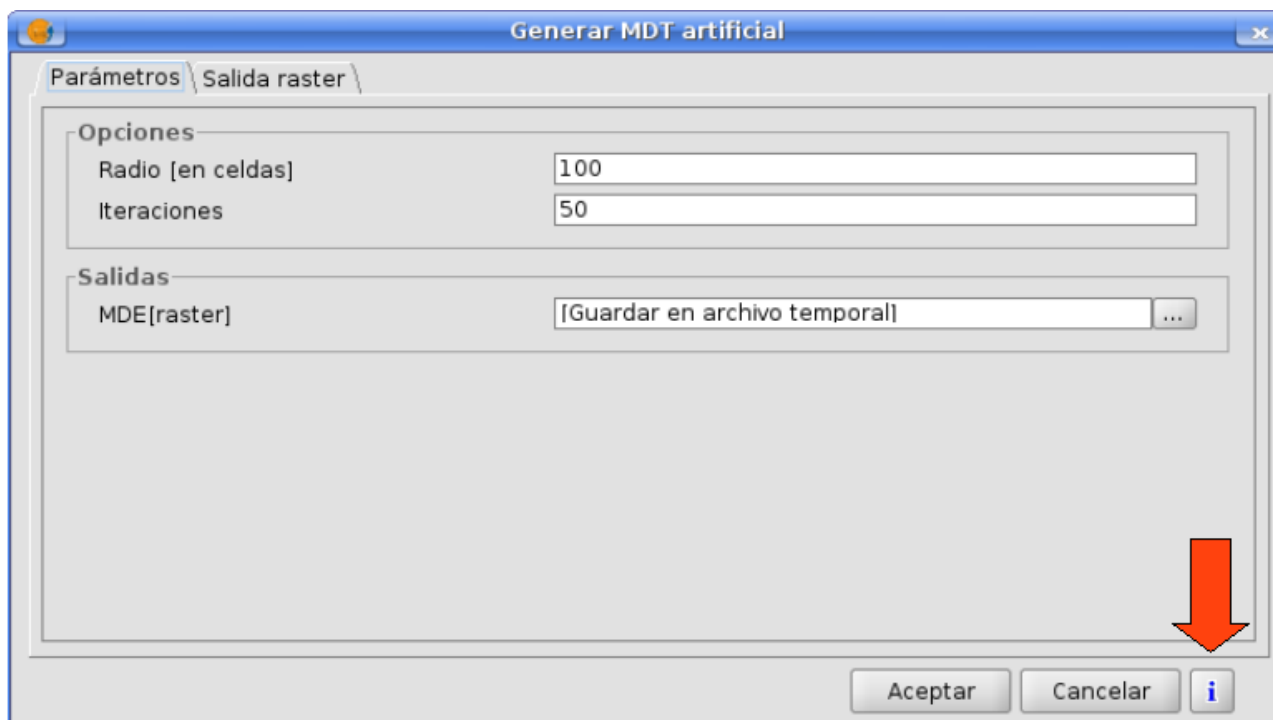 Generar MDT artificial
Parámetros Salida raster
Opciones
Radio [en celdas] 100
Iteraciones 50
Salidas
MDE[raster] [Guardar en archivo temporal] ...
Aceptar Cancelar i